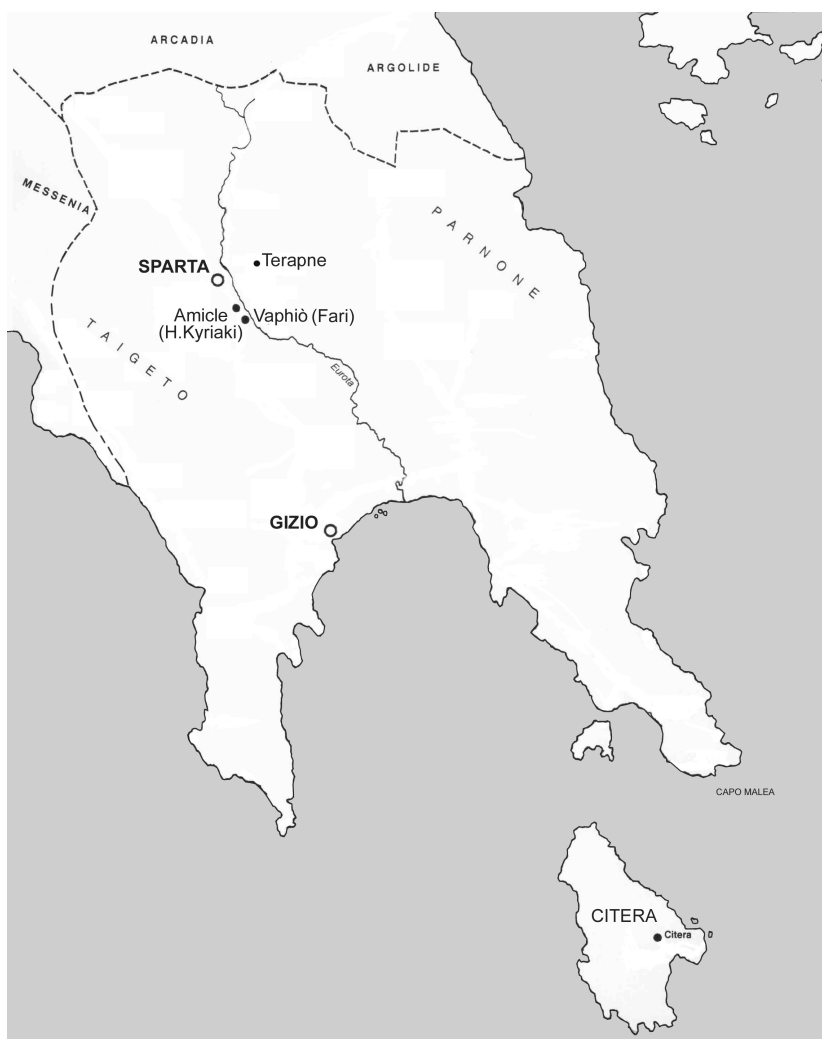 ARCADIA
ARGOLIDE
MESSENIA
PARNONE
SPARTA
Terapne
Amicle
(H.Kyriaki)
Vaphiò (Fari)
TAIGETO
Eurota
GIZIO
CAPO MALEA
CITERA
Citera